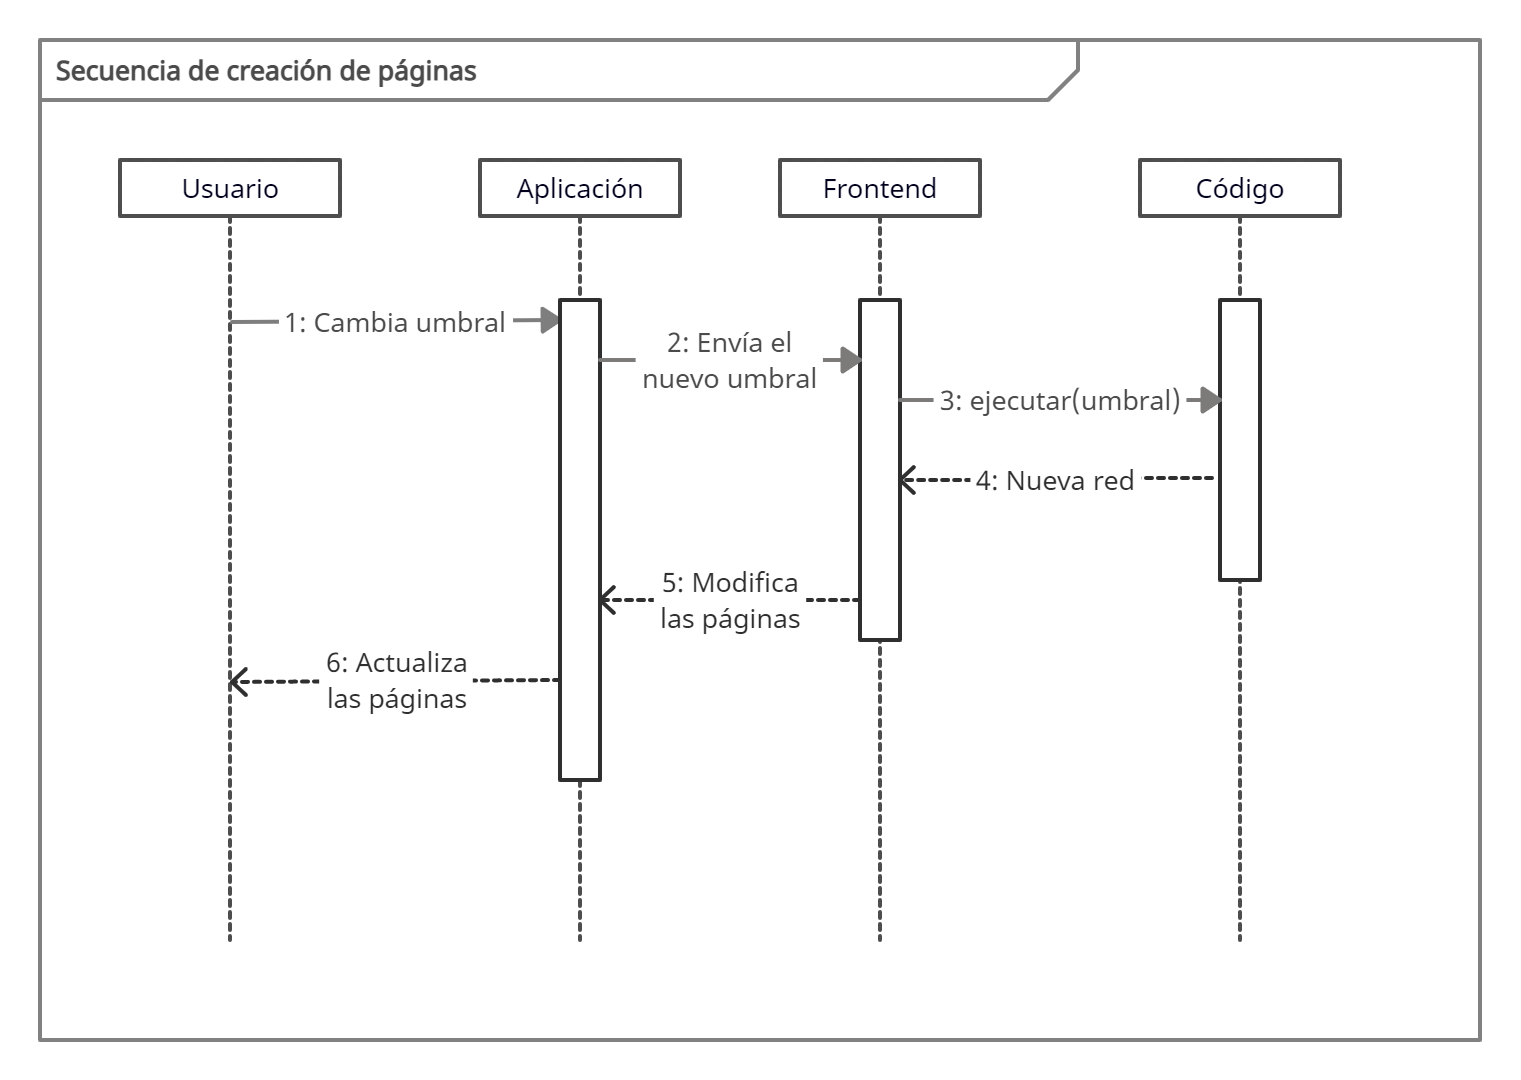 Secuencia de creación de páginas
Usuario
Aplicación
Frontend
Código
1: Cambia umbral
2: Envía el
nuevo umbral
3: ejecutar(umbral)
4: Nueva red
5: Modifica
las páginas
6: Actualiza
las páginas